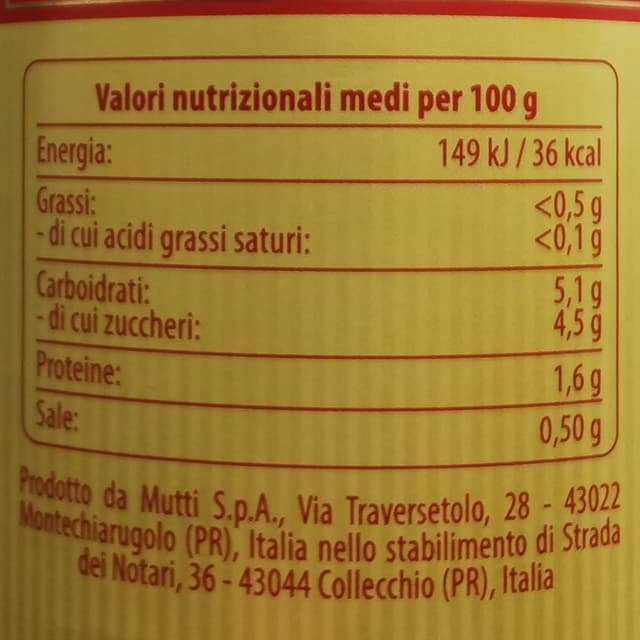 Valori nutrizionali medi per 100 g
Energia: 149 kJ / 36 kcal
Grassi: <0,5 g
- di cui acidi grassi saturi: <0,1 g
Carboidrati: 5,1 g
- di cui zuccheri: 4,5 g
Proteine: 1,6 g
Sale: 0,50 g
Prodotto da Mutti S.p.A., Via Traversetolo, 28 - 43022
Montechiarugolo (PR), Italia nello stabilimento di Strada
dei Notari, 36 - 43044 Collecchio (PR), Italia